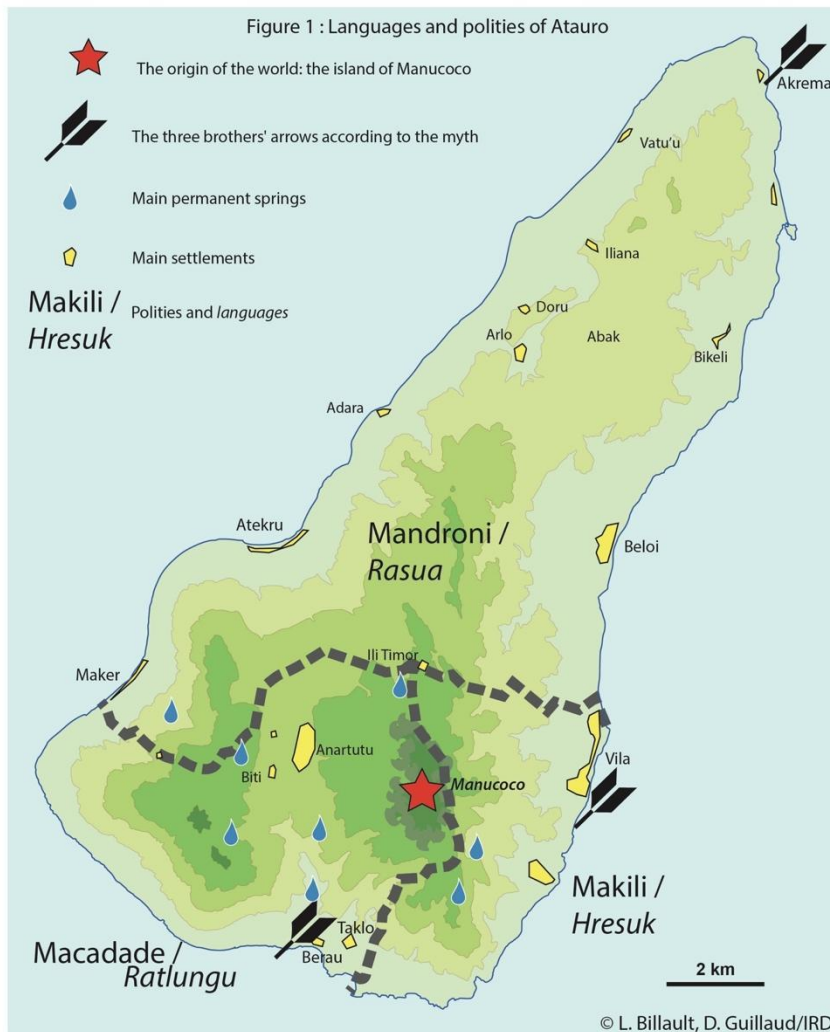 Figure 1 : Languages and polities of Atauro
The origin of the world: the island of Manucoco
The three brothers' arrows according to the myth
Main permanent springs
Main settlements
Makili /
Hresuk
Polities and languages
Akrema
Vatu'u
Iliana
Doru
Arlo
Abak
Bikeli
Adara
Atekru
Mandroni /
Rasua
Beloi
Ili Timor
Maker
Anartutu
Biti
Manucoco
Vila
Makili /
Hresuk
Taklo
Berau
Macadade /
Ratlungu
2 km
© L. Billault, D. Guillaud/IRD